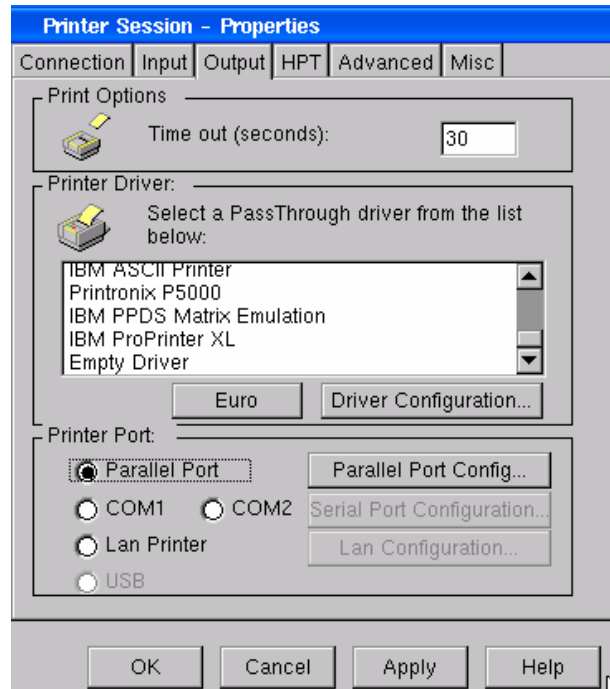 Printer Session - Properties
Connection Input Output HPT Advanced Misc
Print Options
Time out (seconds): 30
Printer Driver:
Select a PassThrough driver from the list
below:
IBM ASCII Printer
Printronix P5000
IBM PPDS Matrix Emulation
IBM ProPrinter XL
Empty Driver
Euro Driver Configuration...
Printer Port:
Parallel Port Parallel Port Config...
COM1 COM2 Serial Port Configuration...
Lan Printer Lan Configuration...
USB
OK Cancel Apply Help